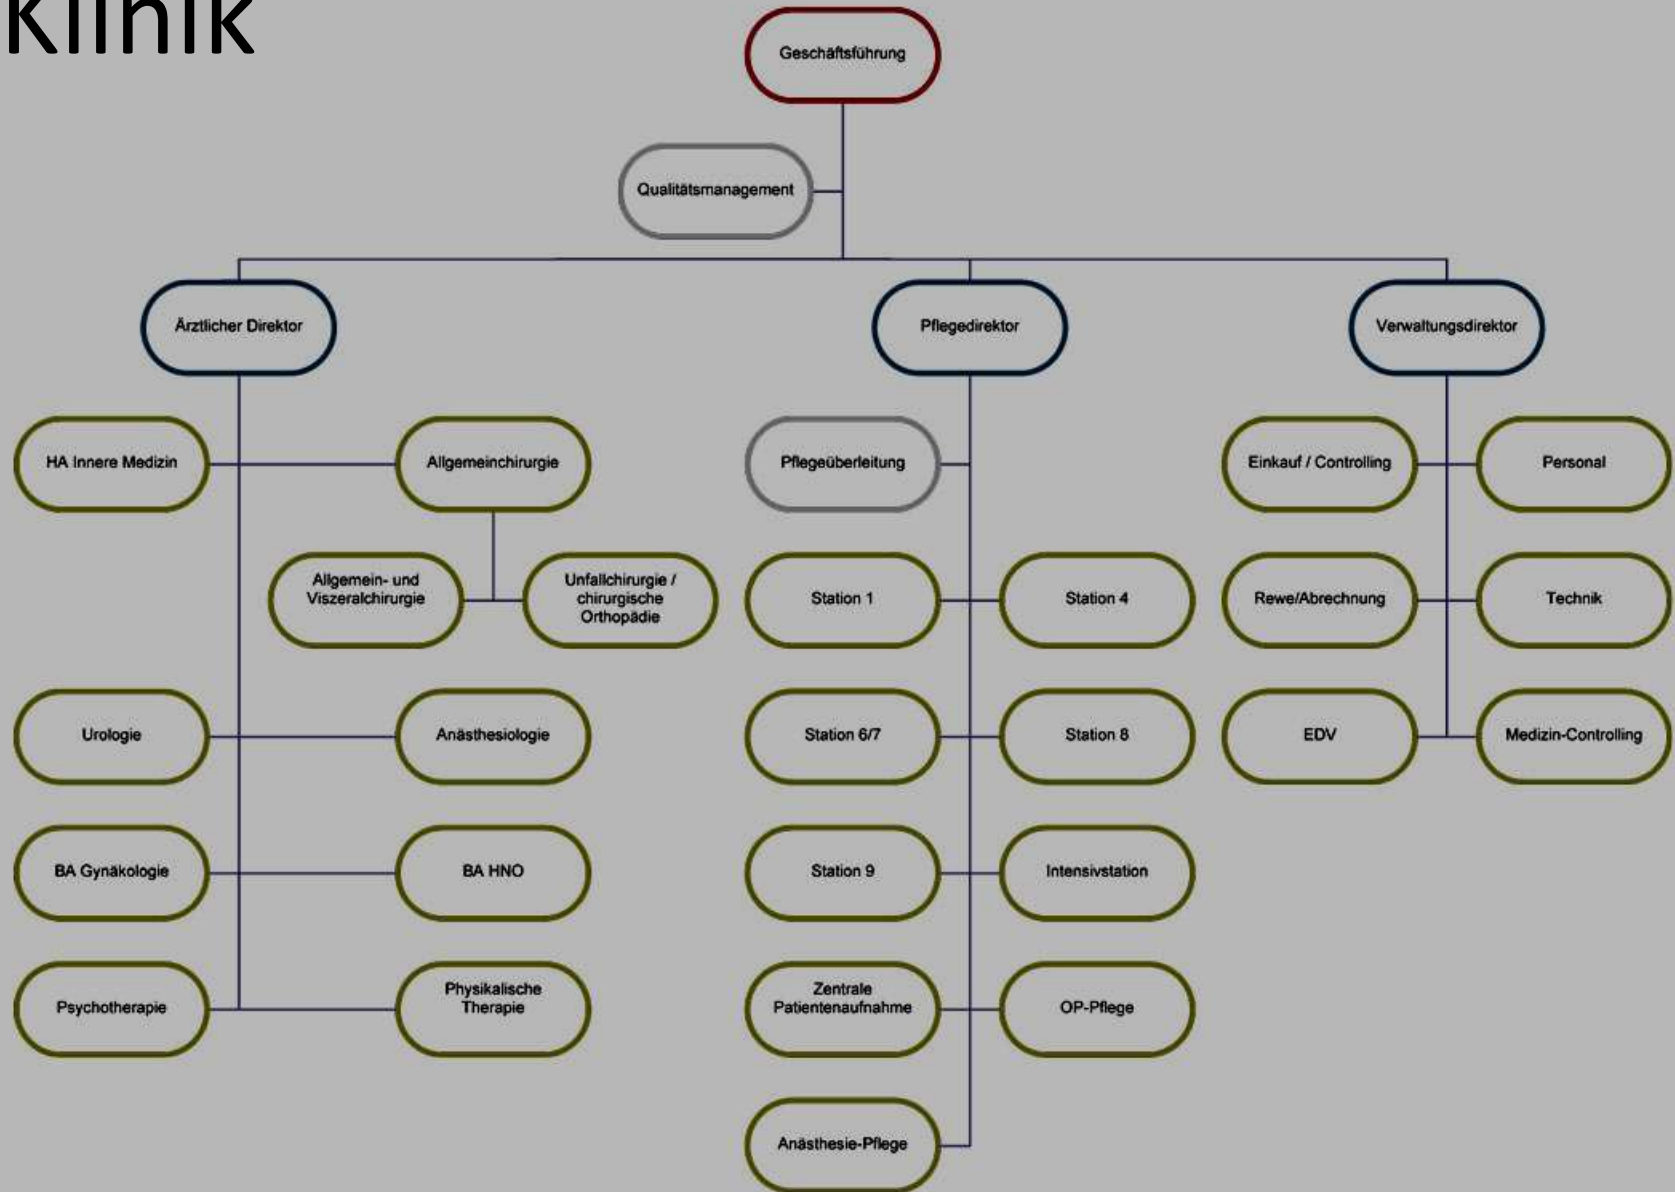 Klinik
Geschäftsführung
Qualitätsmanagement
Ärztlicher Direktor
Pflegedirektor
Verwaltungsdirektor
HA Innere Medizin
Allgemeinchirurgie
Pflegeüberleitung
Einkauf / Controlling
Personal
Allgemein- und
Viszeralchirurgie
Unfallchirurgie /
chirurgische
Orthopädie
Station 1
Station 4
Rewe/Abrechnung
Technik
Urologie
Anästhesiologie
Station 6/7
Station 8
EDV
Medizin-Controlling
BA Gynäkologie
BA HNO
Station 9
Intensivstation
Psychotherapie
Physikalische
Therapie
Zentrale
Patientenaufnahme
OP-Pflege
Anästhesie-Pflege